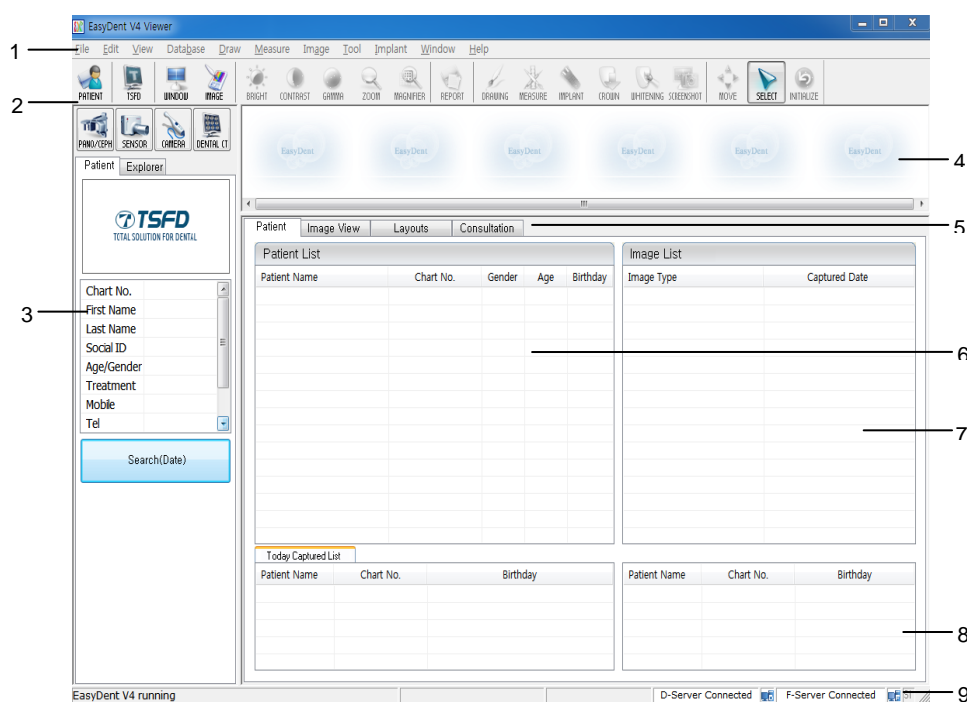 EasyDent V4 Viewer
1
File Edit View Database Draw Measure Image Tool Implant Window Help
2
PATIENT TSFD WINDOW IMAGE BRIGHT CONTRAST GAMMA ZOOM MAGNIFIER REPORT DRAWING MEASURE IMPLANT CROWN WHITENING SCREENSHOT MOVE SELECT INITIALIZE
PANO/CEPH SENSOR CAMERA DENTAL CT
EasyDent EasyDent EasyDent EasyDent EasyDent EasyDent
4
Patient Explorer
TSFD
TOTAL SOLUTION FOR DENTAL
Patient Image View Layouts Consultation
5
Patient List
Image List
Patient Name Chart No. Gender Age Birthday
Image Type Captured Date
3
Chart No.
First Name
Last Name
Social ID
Age/Gender
Treatment
Mobile
Tel
Search(Date)
6
7
Today Captured List
Patient Name Chart No. Birthday
Patient Name Chart No. Birthday
8
EasyDent V4 running
D-Server Connected F-Server Connected
9